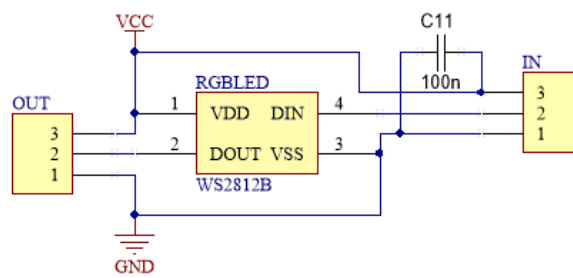 VCC
C11
100n
IN
3
2
1
RGBLED
1 VDD DIN 4
2 DOUT VSS 3
WS2812B
OUT
3
2
1
GND